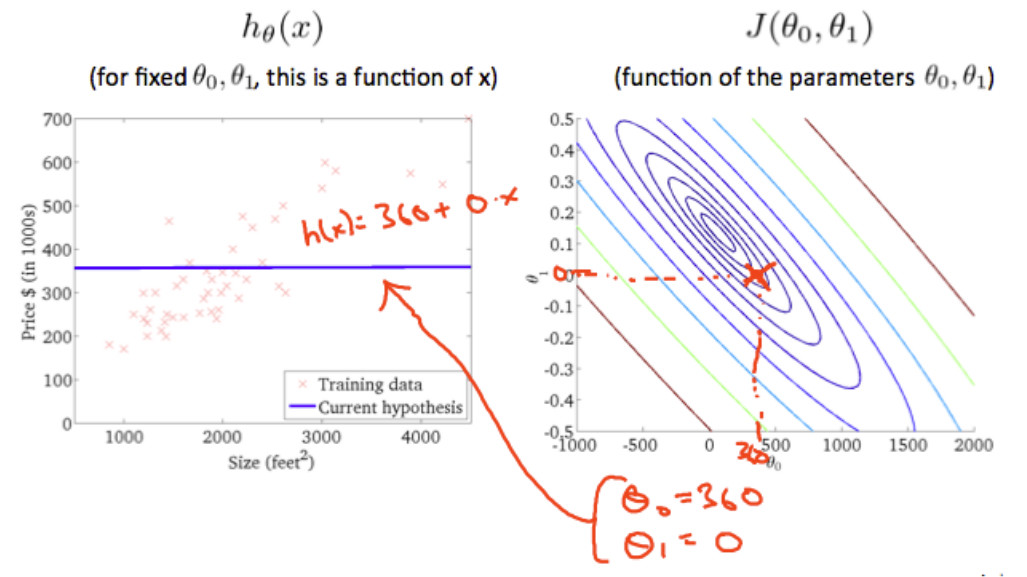 hθ(x)
(for fixed θ₀, θ₁, this is a function of x)
700
600
500
400
300
200
100
0
Price $ (in 1000s)
1000
2000
3000
4000
Size (feet²)
Training data
Current hypothesis
h(x) = 360 + 0·x
J(θ₀, θ₁)
(function of the parameters θ₀, θ₁)
0.5
0.4
0.3
0.2
0.1
0
-0.1
-0.2
-0.3
-0.4
-0.5
θ₁
-1000
-500
0
500
1000
1500
2000
360
θ₀
θ₀ = 360
θ₁ = 0